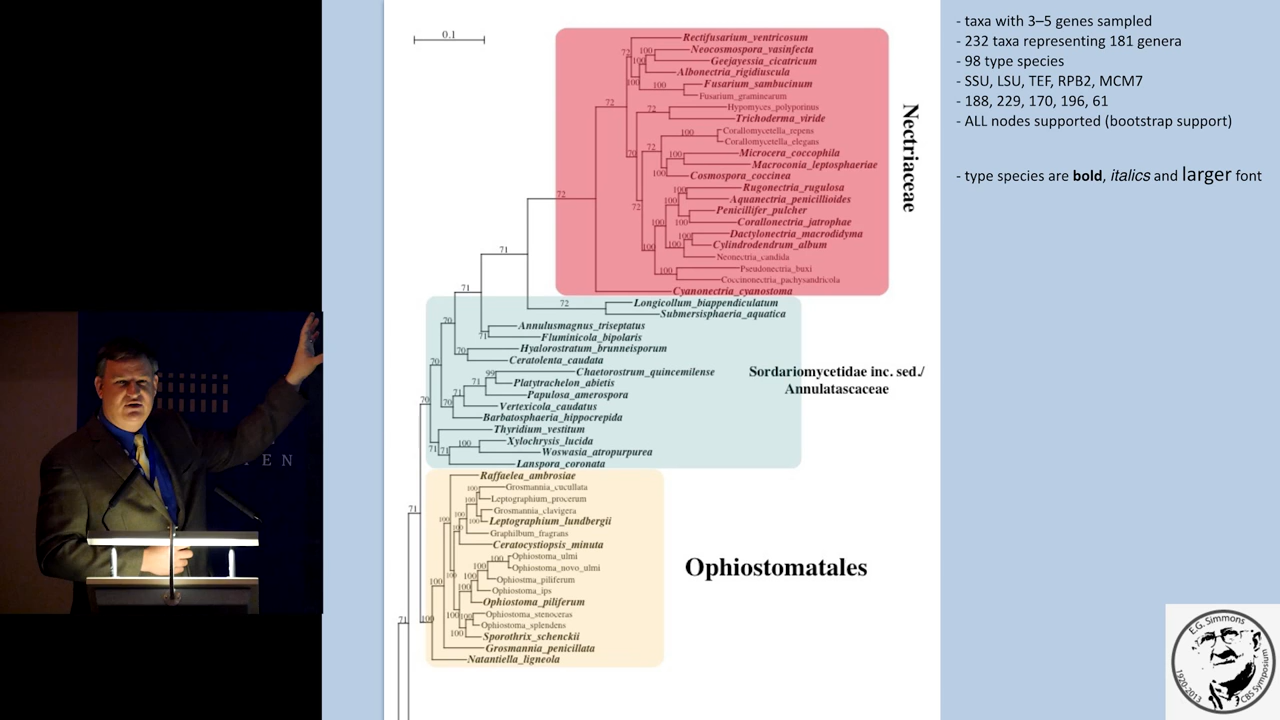 0.1
Rectifusarium_ventricosum
Neocosmospora_vasinfecta
Geejayessia_cicatricum
Albonectria_rigidiuscula
Fusarium_sambucinum
Fusarium_graminearum
Hypomyces_polyporinus
Trichoderma_viride
Corallomycetella_repens
Corallomycetella_elegans
Microcera_coccophila
Macroconia_leptosphaeriae
Cosmospora_coccinea
Rugonectria_rugulosa
Aquanectria_penicillioides
Penicillifer_pulcher
Corallonectria_jatrophae
Dactylonectria_macrodidyma
Cylindrodendrum_album
Neonectria_candida
Pseudonectria_buxi
Coccinonectria_pachysandricola
Cyanonectria_cyanostoma
Nectriaceae
Longicollum_biappendiculatum
Submersisphaeria_aquatica
Annulusmagnus_triseptatus
Fluminicola_bipolaris
Hyalorostratum_brunneisporum
Ceratolenta_caudata
Chaetorostrum_quincemilense
Platytrachelon_abietis
Papulosa_amerospora
Vertexicola_caudatus
Barbatosphaeria_hippocrepida
Thyridium_vestitum
Xylochrysis_lucida
Woswasia_atropurpurea
Lanspora_coronata
Sordariomycetidae inc. sed./
Annulatascaceae
Raffaelea_ambrosiae
Grosmannia_cucullata
Leptographium_procerum
Grosmannia_clavigera
Leptographium_lundbergii
Graphilbum_fragrans
Ceratocystiopsis_minuta
Ophiostoma_ulmi
Ophiostoma_novo_ulmi
Ophiostma_piliferum
Ophiostoma_ips
Ophiostoma_piliferum
Ophiostoma_stenoceras
Ophiostoma_splendens
Sporothrix_schenckii
Grosmannia_penicillata
Natantiella_ligneola
Ophiostomatales
- taxa with 3–5 genes sampled
- 232 taxa representing 181 genera
- 98 type species
- SSU, LSU, TEF, RPB2, MCM7
- 188, 229, 170, 196, 61
- ALL nodes supported (bootstrap support)
- type species are bold, italics and larger font
E.G. Simmons
1920-2013
CBS Symposium
E N